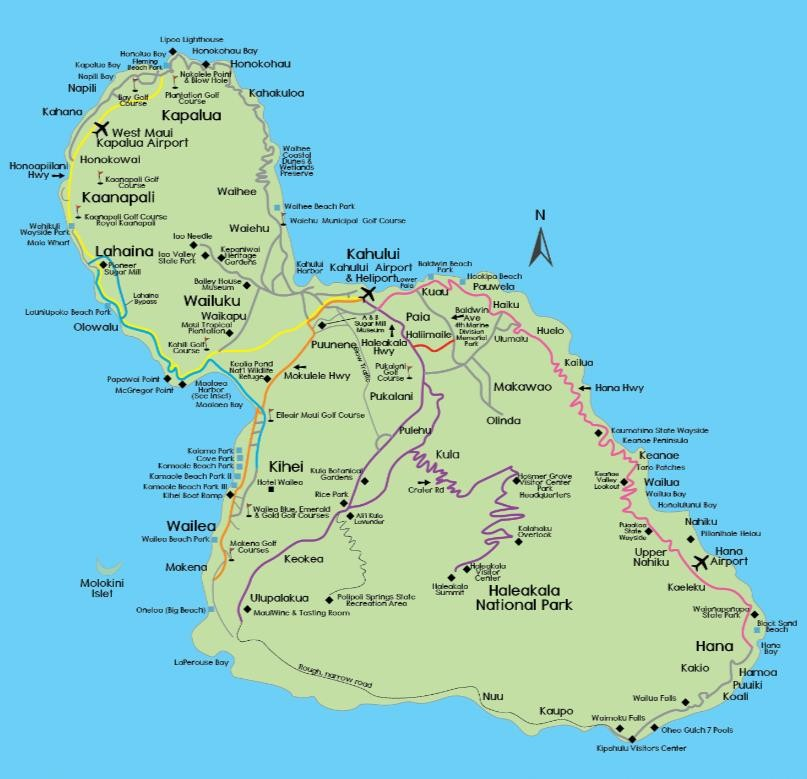 Lipoa Lighthouse
Honolua Bay
Honokohau Bay
Fleming
Beach Park
Kapalua Bay
Honokohau
Napili Bay
Nakalele Point
& Blow Hole
Napili
Bay Golf
Course
Plantation Golf
Course
Kahakuloa
Kahana
Kapalua
West Maui
Kapalua Airport
Honokowai
Honoapiilani
Hwy
Waihee
Coastal
Dunes &
Wetlands
Preserve
Kaanapali Golf
Course
Kaanapali
Waihee
Kaanapali Golf Course
Royal Kaanapali
Waihee Beach Park
Waiehu Municipal Golf Course
Wahikuli
Wayside Park
Mala Wharf
Waiehu
Iao Needle
Lahaina
Iao Valley
State Park
Kepaniwai
Heritage
Gardens
Pioneer
Sugar Mill
Kahului
Harbor
Kahului
Kahului Airport
& Heliport
Lower
Paia
Baldwin Beach
Park
Hookipa Beach
Pauwela
N
Bailey House
Museum
Lahaina
Bypass
Wailuku
Kuau
Haiku
Launiupoko Beach Park
Waikapu
Olowalu
Maui Tropical
Plantation
A & B
Sugar Mill
Museum
Paia
Baldwin
Ave
4th Marine
Division
Memorial
Park
Huelo
Kahili Golf
Course
Puunene
Haleakala
Hwy
Haliimaile
Ulumalu
Kealia Pond
Nat'l Wildlife
Refuge
Mokulele Hwy
Pukalani
Golf
Course
Kailua
Papawai Point
McGregor Point
Maalaea
Harbor
(See Inset)
Maalaea Bay
Pukalani
Makawao
Hana Hwy
Elleair Maui Golf Course
Olinda
Pulehu
Kaumahina State Wayside
Keanae Peninsula
Kalama Park
Cove Park
Kamaole Beach Park
Kamaole Beach Park II
Kamaole Beach Park III
Kihei Boat Ramp
Kihei
Hotel Wailea
Kula
Keanae
Taro Patches
Kula Botanical
Gardens
Crater Rd
Hosmer Grove
Visitor Center
Park
Headquarters
Keanae
Valley
Lookout
Wailua
Wailua Bay
Rice Park
Honolulunui Bay
Wailea Blue, Emerald
& Gold Golf Courses
Alii Kula
Lavender
Wailea
Wailea Beach Park
Makena Golf
Courses
Kalahaku
Overlook
Puaakaa
State
Wayside
Nahiku
Piilanihale Heiau
Keokea
Upper
Nahiku
Hana
Airport
Makena
Haleakala
Visitor
Center
Haleakala
Summit
Molokini
Islet
Ulupalakua
MauiWine & Tasting Room
Polipoli Springs State
Recreation Area
Haleakala
National Park
Kaeleku
Oneloa (Big Beach)
Waianapanapa
State Park
Black Sand
Beach
Hana
Hana
Bay
LaPerouse Bay
Rough, narrow road
Kakio
Hamoa
Puuiki
Koali
Nuu
Wailua Falls
Kaupo
Waimoku Falls
Oheo Gulch 7 Pools
Kipahulu Visitors Center